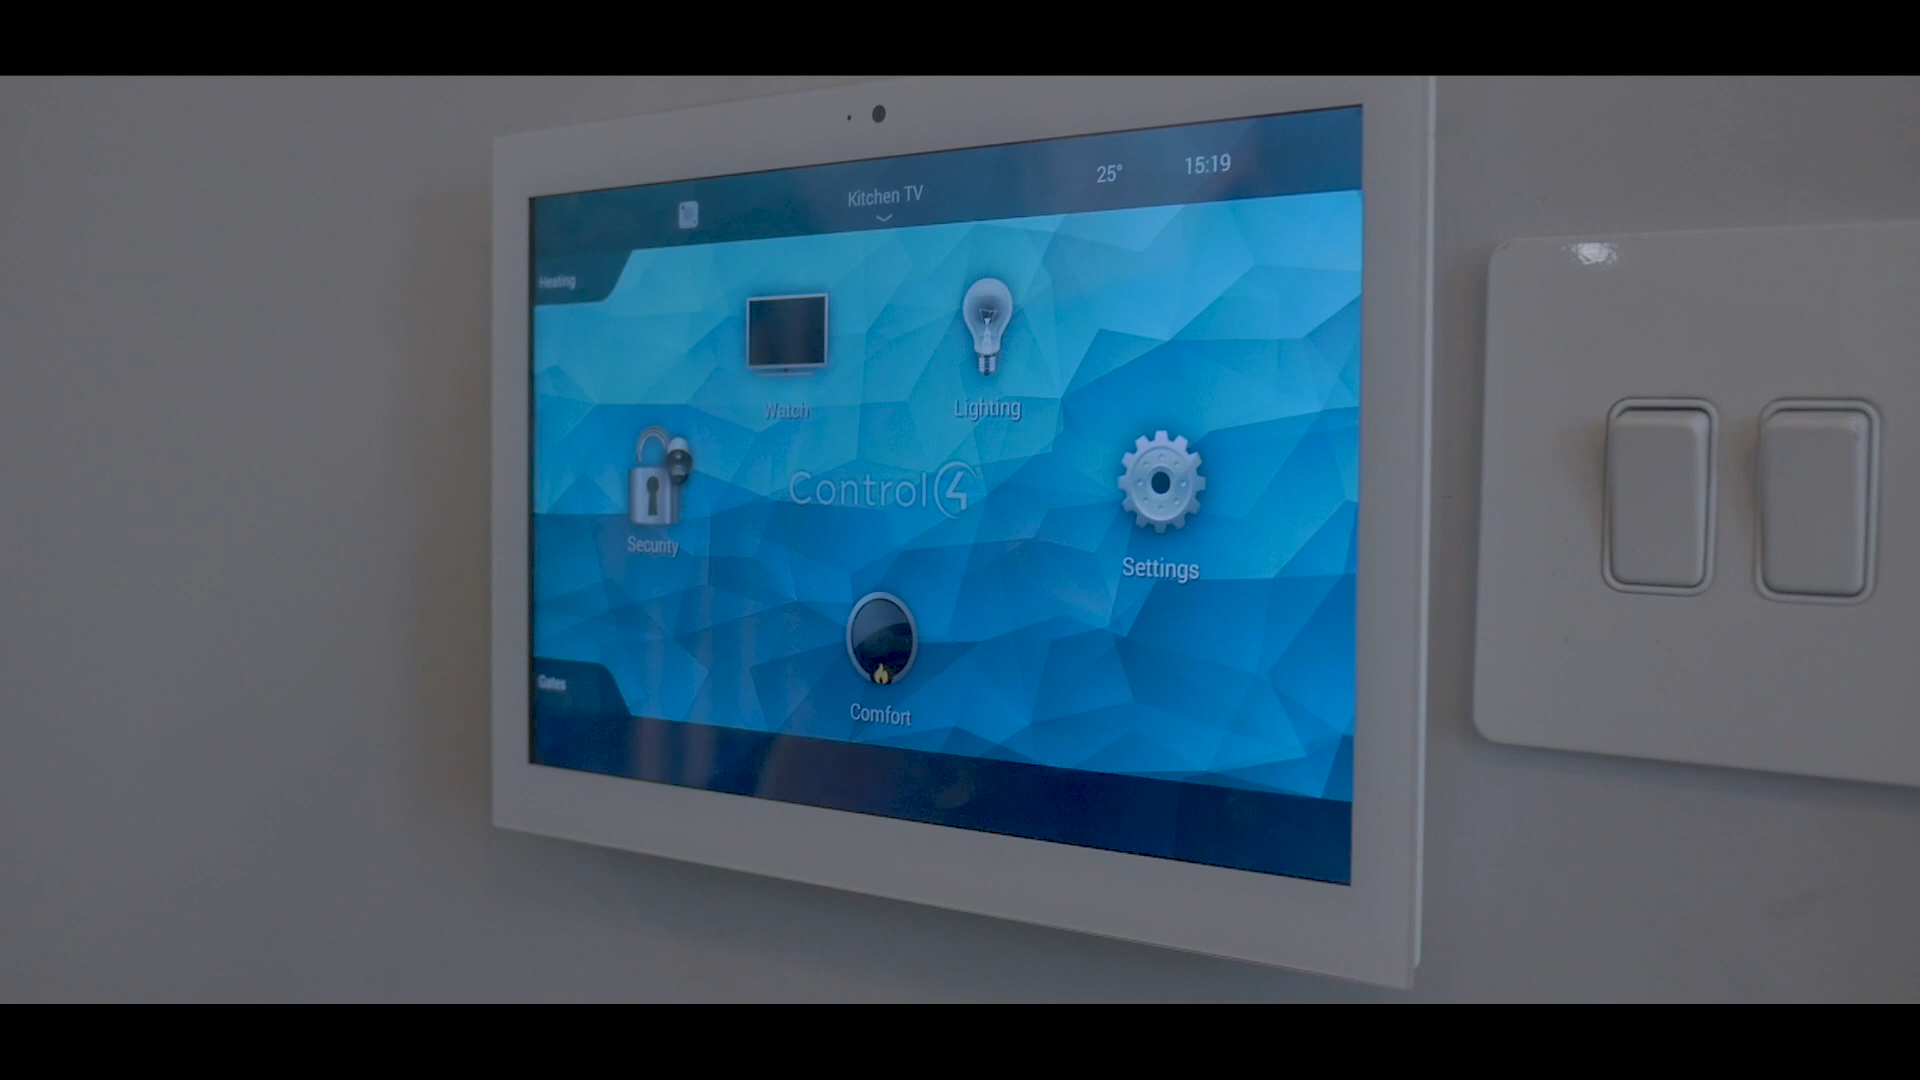 Kitchen TV
25°
15:19
Heating
Watch
Lighting
Security
Control4
Settings
Gates
Comfort